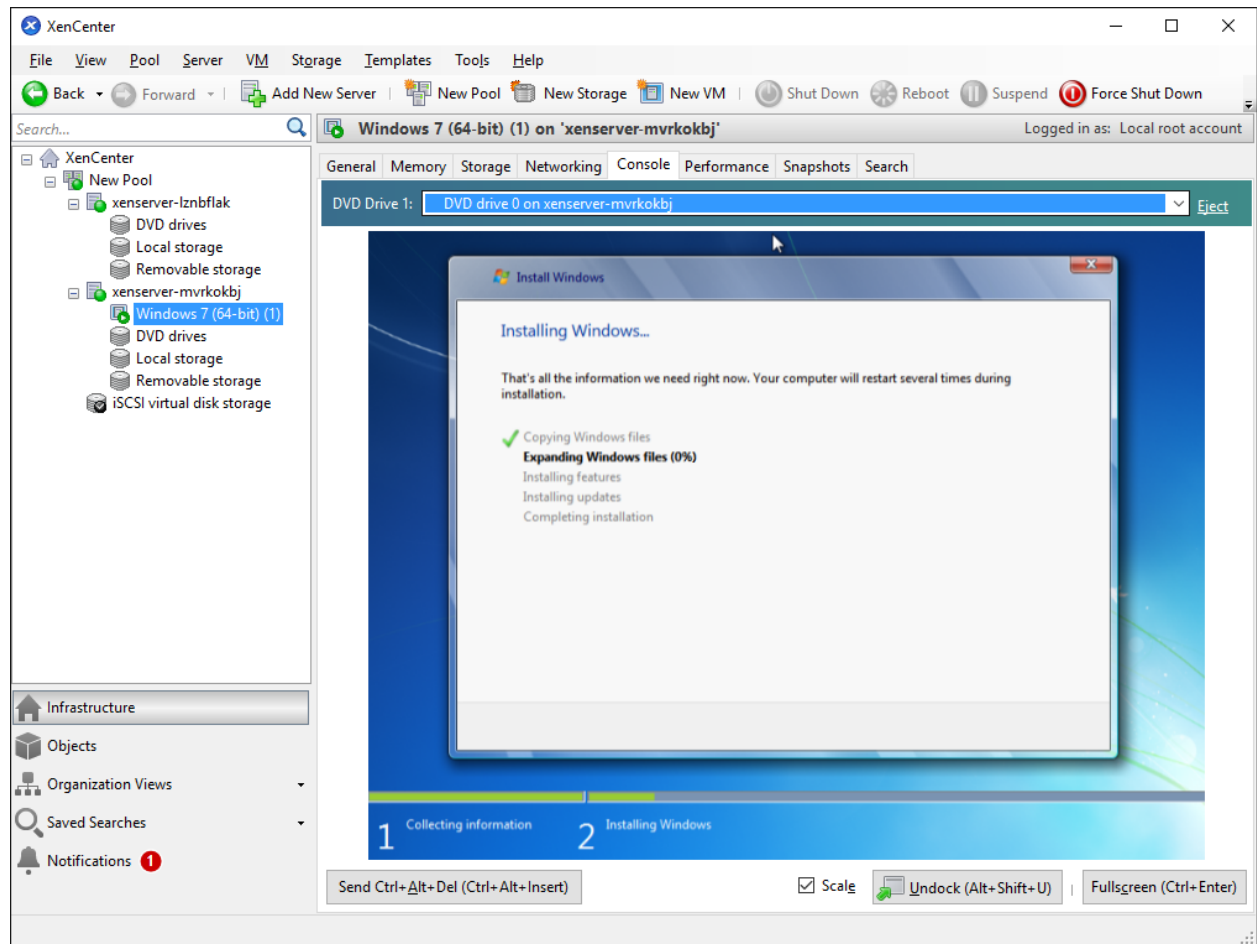 XenCenter
File View Pool Server VM Storage Templates Tools Help
Back Forward Add New Server New Pool New Storage New VM Shut Down Reboot Suspend Force Shut Down
Search...
Windows 7 (64-bit) (1) on 'xenserver-mvrkokbj'
Logged in as: Local root account
XenCenter
New Pool
xenserver-lznbflak
DVD drives
Local storage
Removable storage
xenserver-mvrkokbj
Windows 7 (64-bit) (1)
DVD drives
Local storage
Removable storage
iSCSI virtual disk storage
Infrastructure
Objects
Organization Views
Saved Searches
Notifications 1
General Memory Storage Networking Console Performance Snapshots Search
DVD Drive 1: DVD drive 0 on xenserver-mvrkokbj Eject
Install Windows
Installing Windows...
That's all the information we need right now. Your computer will restart several times during
installation.
Copying Windows files
Expanding Windows files (0%)
Installing features
Installing updates
Completing installation
1 Collecting information 2 Installing Windows
Send Ctrl+Alt+Del (Ctrl+Alt+Insert) Scale Undock (Alt+Shift+U) Fullscreen (Ctrl+Enter)